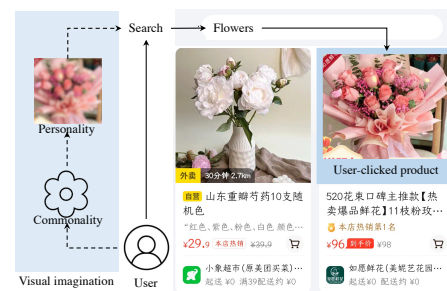 Search
Flowers
Personality
Commonality
Visual imagination
User
外卖 30分钟 2.7km
自营 山东重瓣芍药10支随
机色
“红色、紫色、粉色、白色 颜色…
¥29.9 本店热销 ¥39.9
小象超市(原美团买菜)…
起送 ¥0 满39配送约 ¥0
User-clicked product
520花束口碑主推款【热
卖爆品鲜花】11枝粉玫…
本店热销第1名
¥96 到手价 ¥98
如愿鲜花(美妮艺花园…
起送¥0 配送约 ¥0